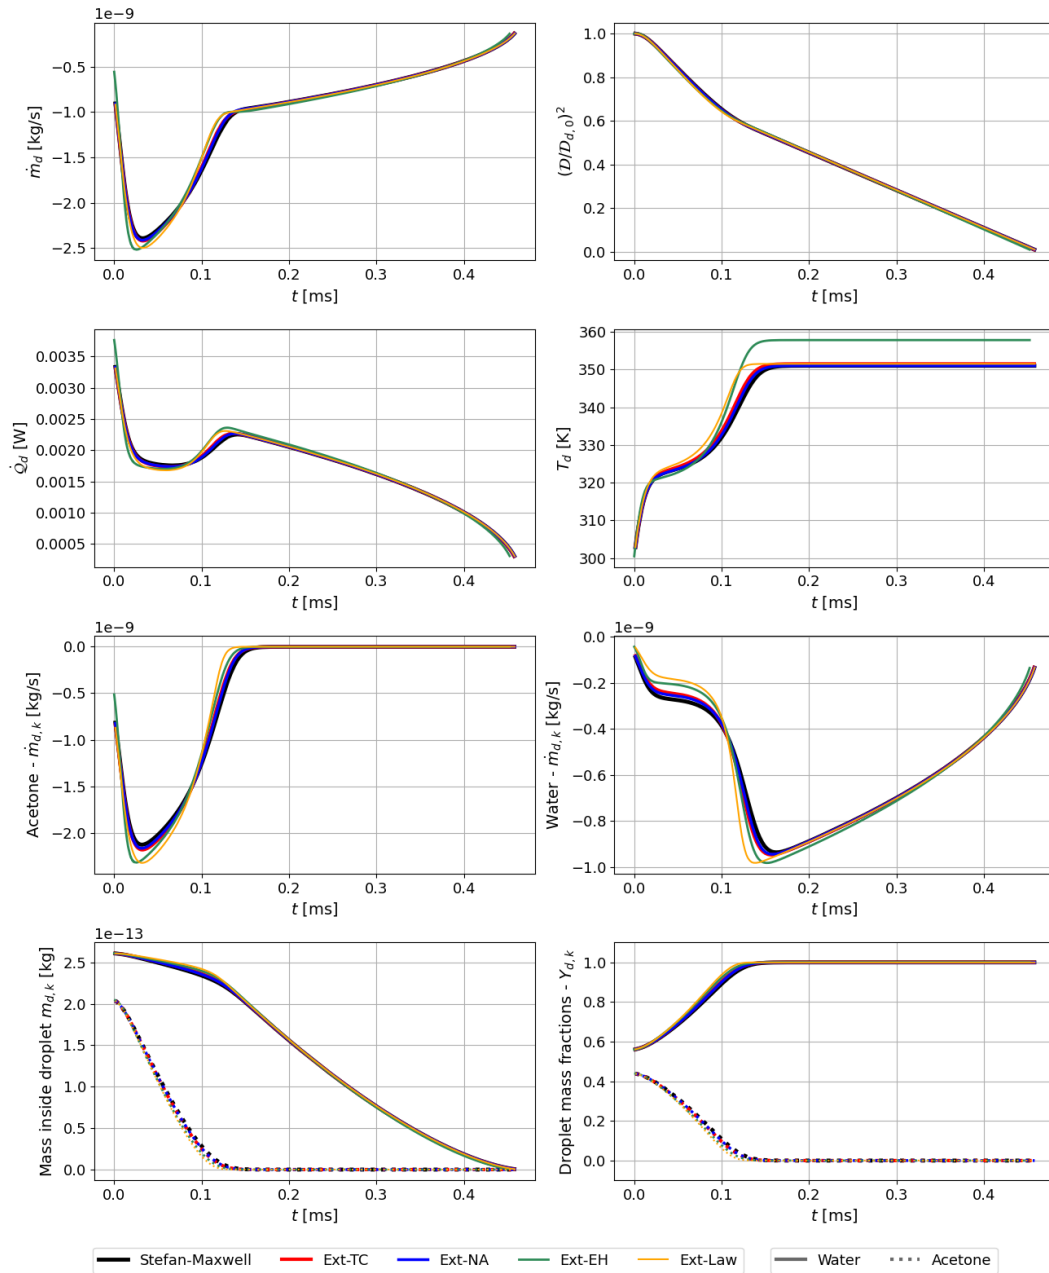 1e−9
−0.5
−1.0
−1.5
−2.0
−2.5
ṁ_d [kg/s]
0.0 0.1 0.2 0.3 0.4
t [ms]
1.0
0.8
0.6
0.4
0.2
0.0
(D/D_{d,0})²
0.0 0.1 0.2 0.3 0.4
t [ms]
0.0035
0.0030
0.0025
0.0020
0.0015
0.0010
0.0005
Q̇_d [W]
0.0 0.1 0.2 0.3 0.4
t [ms]
360
350
340
330
320
310
300
T_d [K]
0.0 0.1 0.2 0.3 0.4
t [ms]
1e−9
0.0
−0.5
−1.0
−1.5
−2.0
Acetone - ṁ_{d,k} [kg/s]
0.0 0.1 0.2 0.3 0.4
t [ms]
1e−9
0.0
−0.2
−0.4
−0.6
−0.8
−1.0
Water - ṁ_{d,k} [kg/s]
0.0 0.1 0.2 0.3 0.4
t [ms]
1e−13
2.5
2.0
1.5
1.0
0.5
0.0
Mass inside droplet m_{d,k} [kg]
0.0 0.1 0.2 0.3 0.4
t [ms]
1.0
0.8
0.6
0.4
0.2
0.0
Droplet mass fractions - Y_{d,k}
0.0 0.1 0.2 0.3 0.4
t [ms]
Stefan-Maxwell Ext-TC Ext-NA Ext-EH Ext-Law Water Acetone